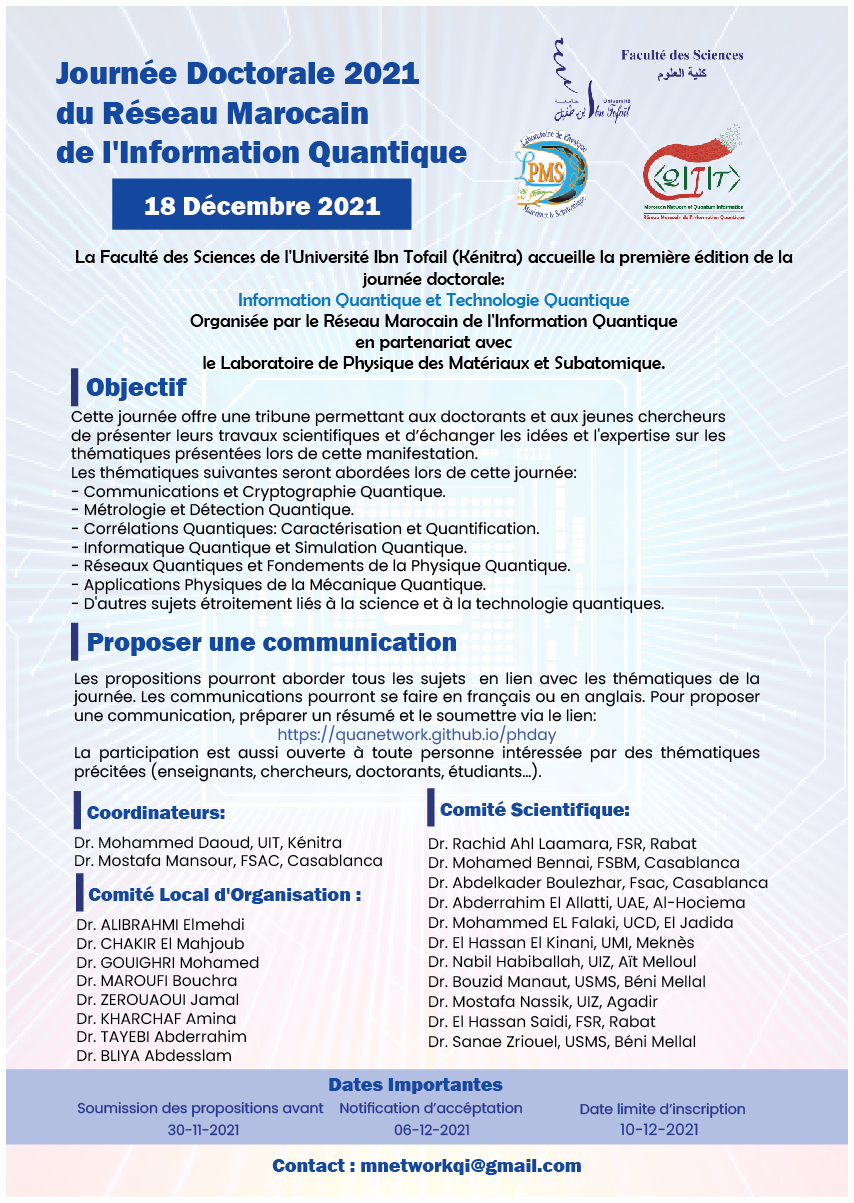 Journée Doctorale 2021
du Réseau Marocain
de l'Information Quantique
18 Décembre 2021
Faculté des Sciences
كلية العلوم
جامعة
ابن طفيل
Université
Ibn Tofail
Laboratoire de Physique
LPMS
Matériaux & Subatomique
⟨Q|I|T⟩
Moroccan Network of Quantum Information
Réseau Marocain de l'Information Quantique
La Faculté des Sciences de l'Université Ibn Tofail (Kénitra) accueille la première édition de la
journée doctorale:
Information Quantique et Technologie Quantique
Organisée par le Réseau Marocain de l'Information Quantique
en partenariat avec
le Laboratoire de Physique des Matériaux et Subatomique.
Objectif
Cette journée offre une tribune permettant aux doctorants et aux jeunes chercheurs
de présenter leurs travaux scientifiques et d’échanger les idées et l'expertise sur les
thématiques présentées lors de cette manifestation.
Les thématiques suivantes seront abordées lors de cette journée:
- Communications et Cryptographie Quantique.
- Métrologie et Détection Quantique.
- Corrélations Quantiques: Caractérisation et Quantification.
- Informatique Quantique et Simulation Quantique.
- Réseaux Quantiques et Fondements de la Physique Quantique.
- Applications Physiques de la Mécanique Quantique.
- D'autres sujets étroitement liés à la science et à la technologie quantiques.
Proposer une communication
Les propositions pourront aborder tous les sujets en lien avec les thématiques de la
journée. Les communications pourront se faire en français ou en anglais. Pour proposer
une communication, préparer un résumé et le soumettre via le lien:
https://quanetwork.github.io/phday
La participation est aussi ouverte à toute personne intéressée par des thématiques
précitées (enseignants, chercheurs, doctorants, étudiants...).
Coordinateurs:
Dr. Mohammed Daoud, UIT, Kénitra
Dr. Mostafa Mansour, FSAC, Casablanca
Comité Local d'Organisation :
Dr. ALIBRAHMI Elmehdi
Dr. CHAKIR El Mahjoub
Dr. GOUIGHRI Mohamed
Dr. MAROUFI Bouchra
Dr. ZEROUAOUI Jamal
Dr. KHARCHAF Amina
Dr. TAYEBI Abderrahim
Dr. BLIYA Abdesslam
Comité Scientifique:
Dr. Rachid Ahl Laamara, FSR, Rabat
Dr. Mohamed Bennai, FSBM, Casablanca
Dr. Abdelkader Boulezhar, Fsac, Casablanca
Dr. Abderrahim El Allatti, UAE, Al-Hociema
Dr. Mohammed EL Falaki, UCD, El Jadida
Dr. El Hassan El Kinani, UMI, Meknès
Dr. Nabil Habiballah, UIZ, Aït Melloul
Dr. Bouzid Manaut, USMS, Béni Mellal
Dr. Mostafa Nassik, UIZ, Agadir
Dr. El Hassan Saidi, FSR, Rabat
Dr. Sanae Zriouel, USMS, Béni Mellal
Dates Importantes
Soumission des propositions avant
30-11-2021
Notification d’accéptation
06-12-2021
Date limite d’inscription
10-12-2021
Contact : mnetworkqi@gmail.com